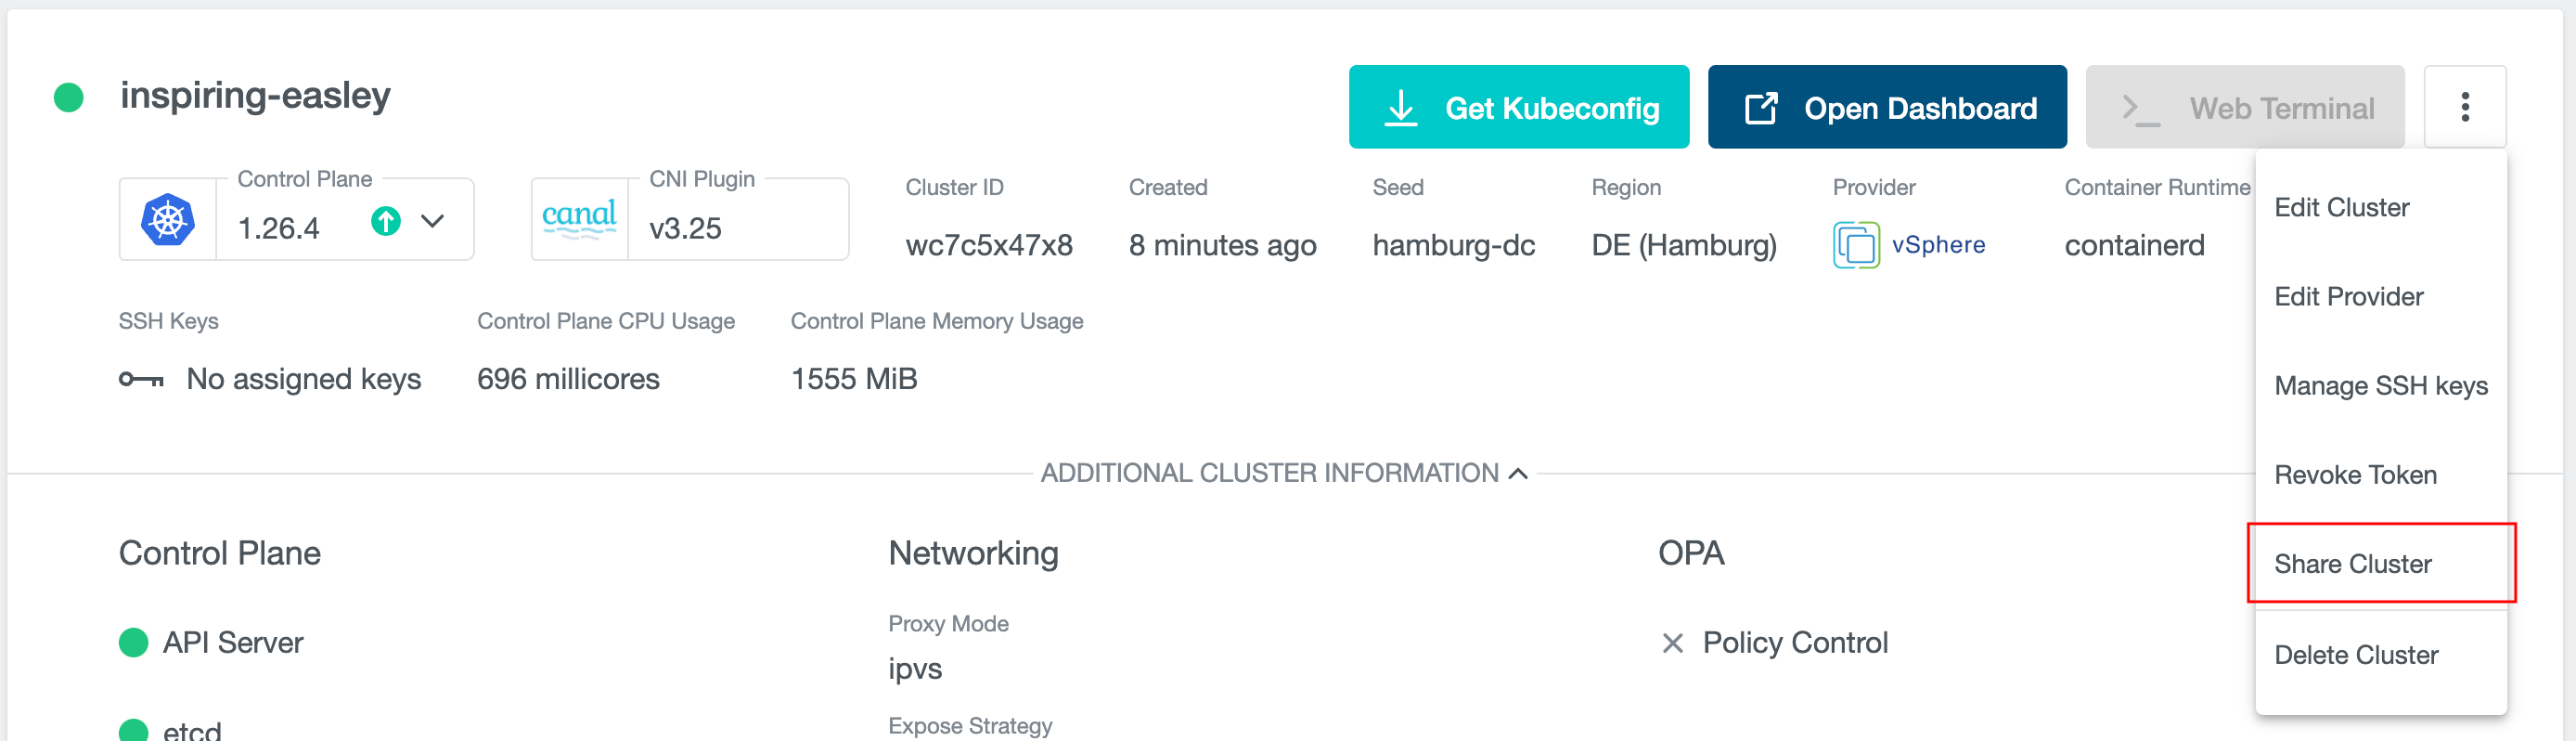 inspiring-easley
Get Kubeconfig
Open Dashboard
>_ Web Terminal
Control Plane
1.26.4
canal
CNI Plugin
v3.25
Cluster ID
wc7c5x47x8
Created
8 minutes ago
Seed
hamburg-dc
Region
DE (Hamburg)
Provider
vSphere
Container Runtime
containerd
SSH Keys
No assigned keys
Control Plane CPU Usage
696 millicores
Control Plane Memory Usage
1555 MiB
Edit Cluster
Edit Provider
Manage SSH keys
Revoke Token
Share Cluster
Delete Cluster
ADDITIONAL CLUSTER INFORMATION
Control Plane
API Server
etcd
Networking
Proxy Mode
ipvs
Expose Strategy
OPA
Policy Control